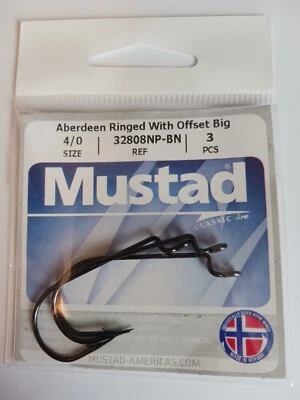 Aberdeen Ringed With Offset Big
4/0 32808NP-BN 3
SIZE REF PCS
Mustad
CLASSIC line
MUSTAD-AMERICAS.COM